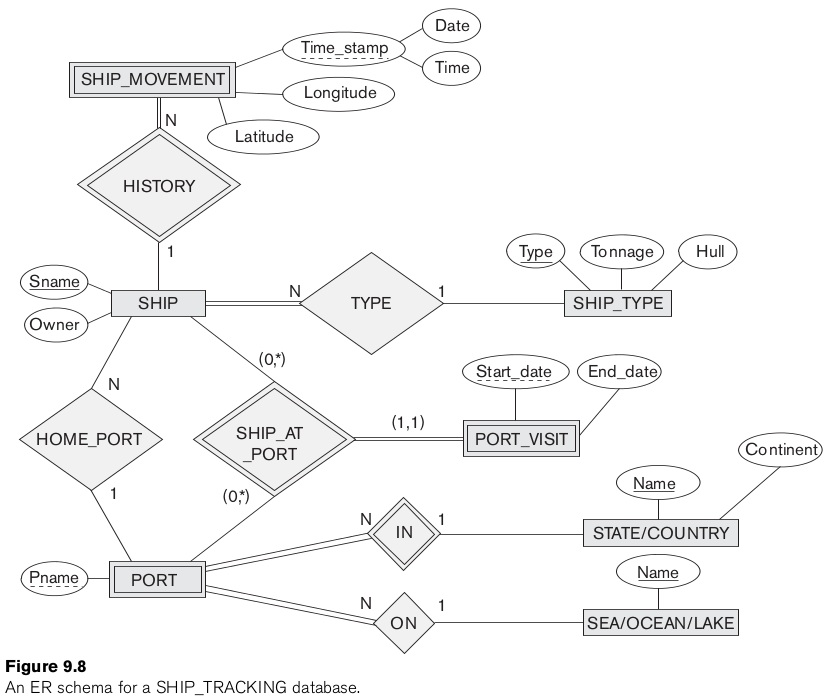 Date
Time_stamp
Time
SHIP_MOVEMENT
Longitude
N
Latitude
HISTORY
1
Type
Tonnage
Hull
Sname
SHIP
N
TYPE
1
SHIP_TYPE
Owner
(0,*)
Start_date
End_date
N
(1,1)
HOME_PORT
SHIP_AT
_PORT
PORT_VISIT
Continent
1
(0,*)
Name
N
IN
1
STATE/COUNTRY
Pname
PORT
Name
N
ON
1
SEA/OCEAN/LAKE
Figure 9.8
An ER schema for a SHIP_TRACKING database.